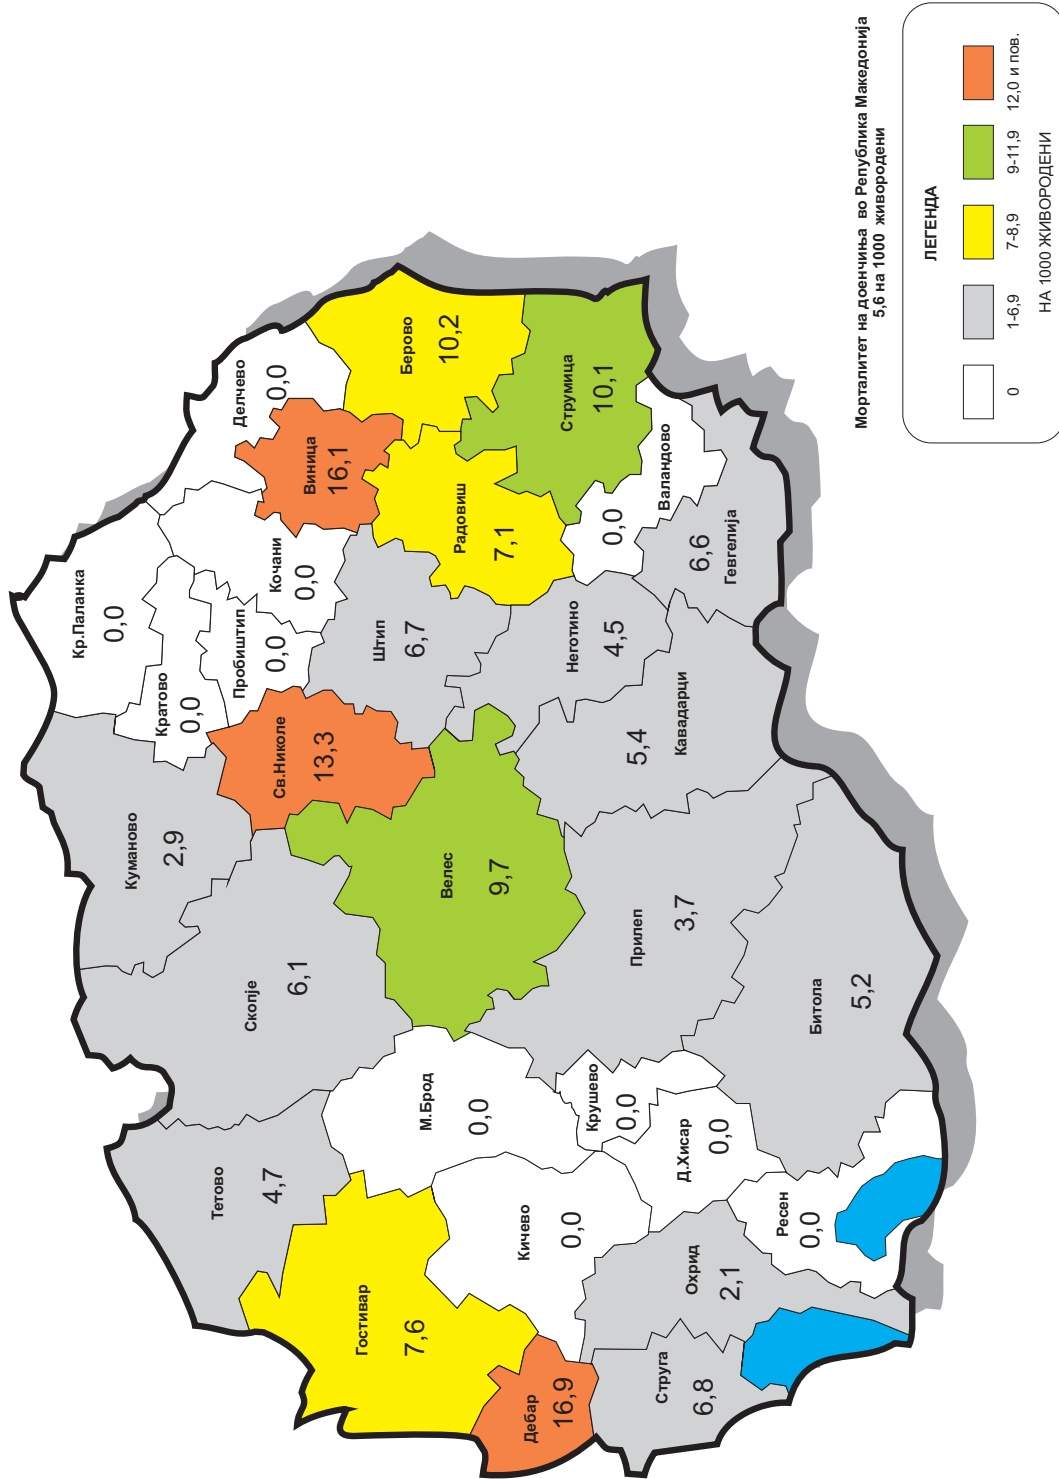 Кр.Паланка
0,0
Куманово
2,9
Кратово
0,0
Делчево
0,0
Пробиштип
0,0
Кочани
0,0
Виница
16,1
Св.Николе
13,3
Скопје
6,1
Тетово
4,7
Штип
6,7
Берово
10,2
Радовиш
7,1
Велес
9,7
Гостивар
7,6
М.Брод
0,0
Струмица
10,1
Неготино
4,5
Кичево
0,0
Дебар
16,9
Валандово
0,0
Кавадарци
5,4
Прилеп
3,7
Крушево
0,0
Гевгелија
6,6
Д.Хисар
0,0
Охрид
2,1
Струга
6,8
Битола
5,2
Ресен
0,0
Морталитет на доенчиња во Република Македонија
5,6 на 1000 живородени
ЛЕГЕНДА
0
1-6,9
7-8,9
9-11,9
12,0 и пов.
НА 1000 ЖИВОРОДЕНИ